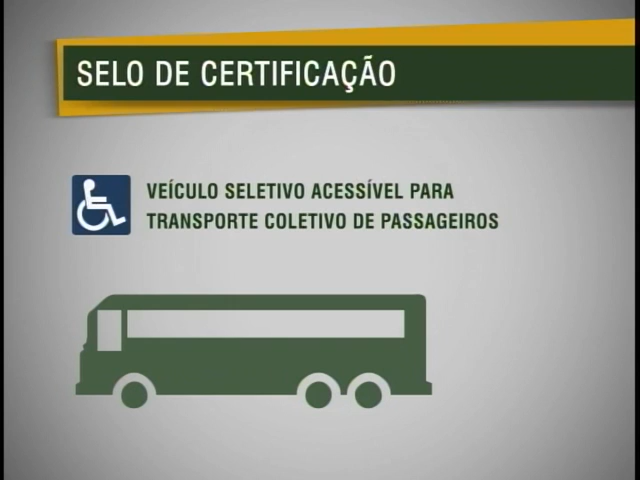 SELO DE CERTIFICAÇÃO
VEÍCULO SELETIVO ACESSÍVEL PARA
TRANSPORTE COLETIVO DE PASSAGEIROS